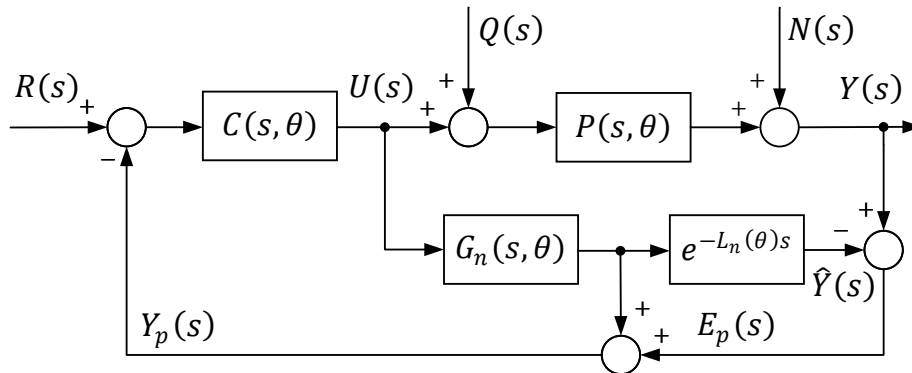 Q(s)
N(s)
R(s)
U(s)
Y(s)
+
+
+
+
+
C(s,θ)
P(s,θ)
−
+
−
G_n(s,θ)
e^{-L_n(θ)s}
Ŷ(s)
Y_p(s)
+
+
E_p(s)